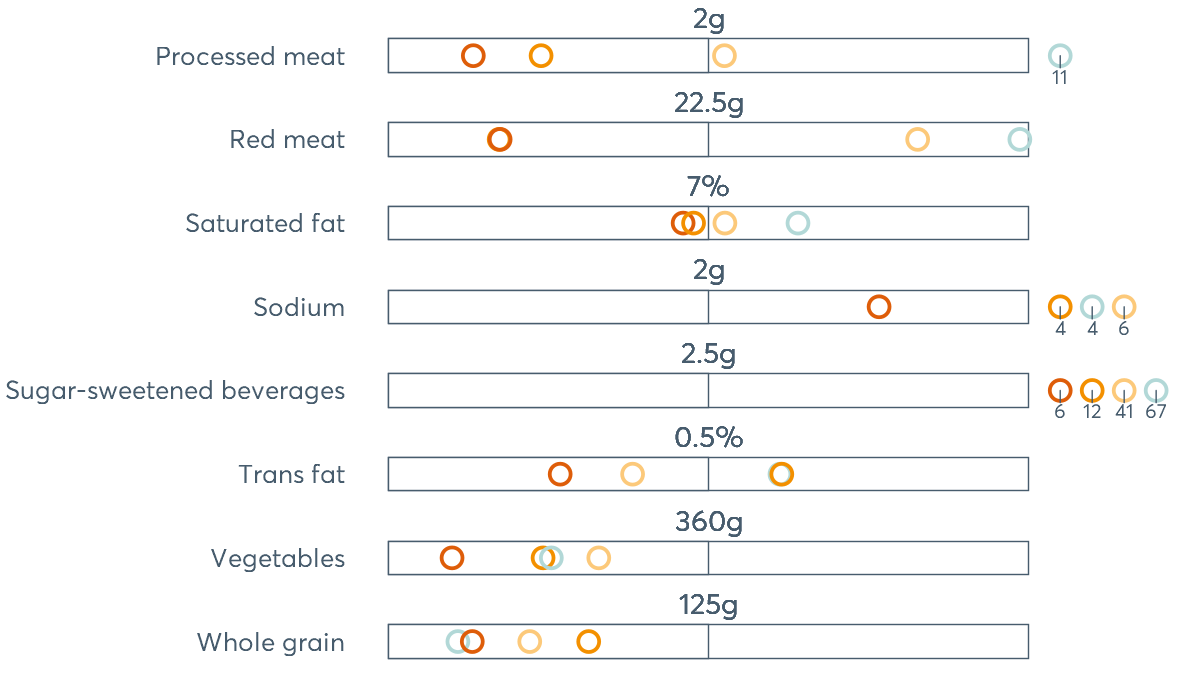 2g
Processed meat
11
22.5g
Red meat
7%
Saturated fat
2g
Sodium
4 4 6
2.5g
Sugar-sweetened beverages
6 12 41 67
0.5%
Trans fat
360g
Vegetables
125g
Whole grain